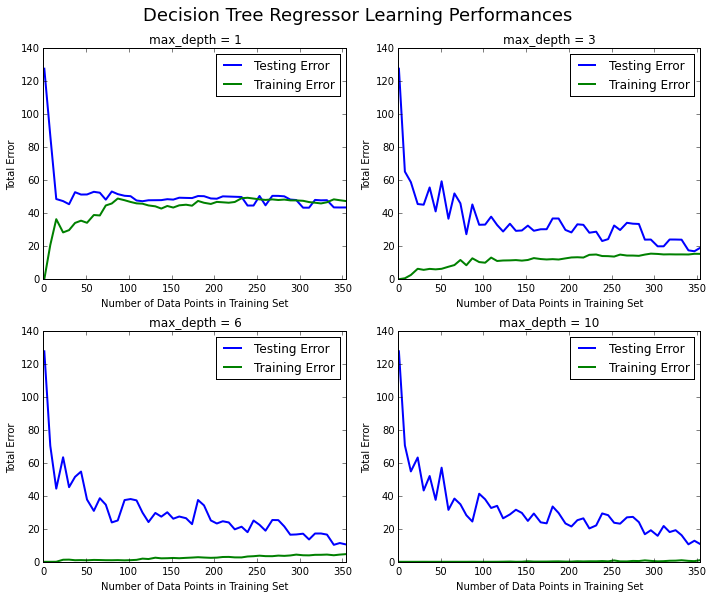 Decision Tree Regressor Learning Performances
max_depth = 1
140
120
100
80
60
40
20
0
Total Error
Testing Error
Training Error
0 50 100 150 200 250 300 350
Number of Data Points in Training Set
max_depth = 3
140
120
100
80
60
40
20
0
Total Error
Testing Error
Training Error
0 50 100 150 200 250 300 350
Number of Data Points in Training Set
max_depth = 6
140
120
100
80
60
40
20
0
Total Error
Testing Error
Training Error
0 50 100 150 200 250 300 350
Number of Data Points in Training Set
max_depth = 10
140
120
100
80
60
40
20
0
Total Error
Testing Error
Training Error
0 50 100 150 200 250 300 350
Number of Data Points in Training Set